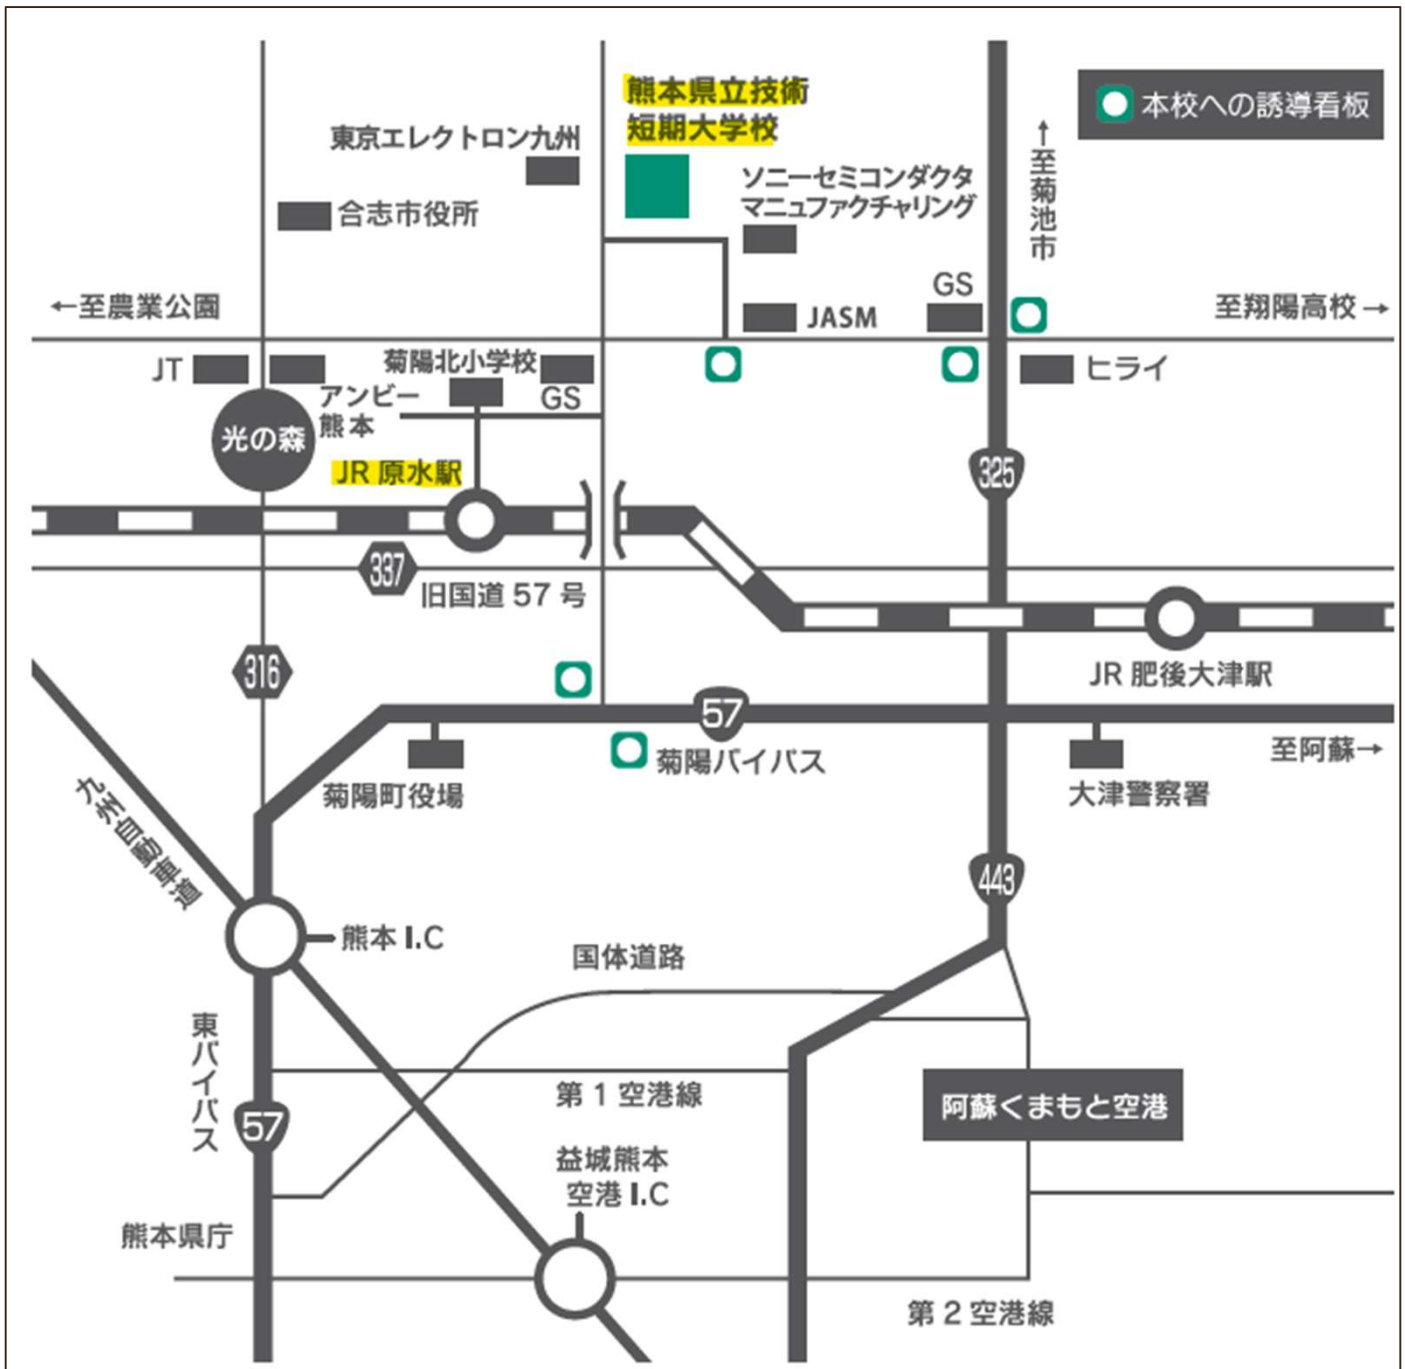 熊本県立技術
短期大学校
本校への誘導看板
東京エレクトロン九州
↑至菊池市
ソニーセミコンダクタ
マニュファクチャリング
合志市役所
GS
←至農業公園
JASM
至翔陽高校→
JT
菊陽北小学校
ヒライ
アンビー
熊本
GS
光の森
JR 原水駅
325
337
旧国道 57 号
316
JR 肥後大津駅
57
菊陽バイパス
至阿蘇→
菊陽町役場
大津警察署
九州自動車道
443
熊本 I.C
国体道路
東バイパス
第 1 空港線
阿蘇くまもと空港
57
益城熊本
空港 I.C
熊本県庁
第 2 空港線